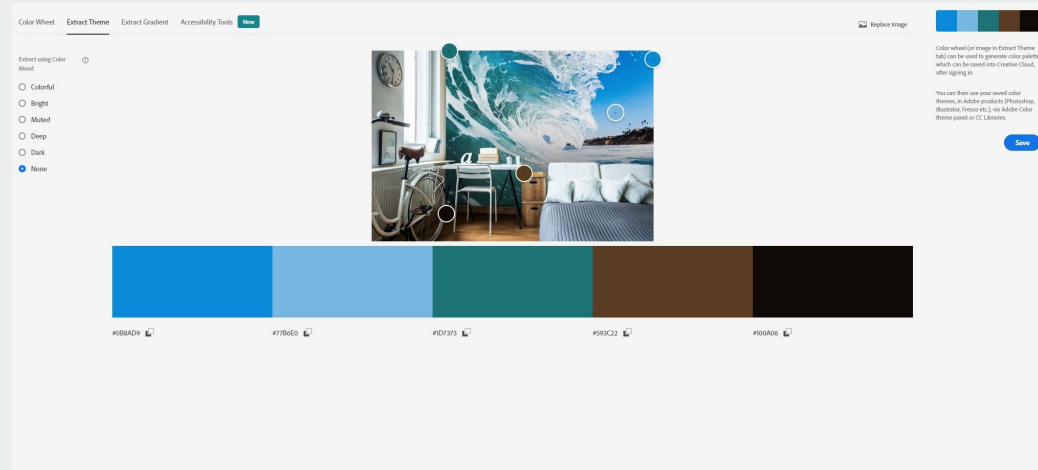 Color Wheel
Extract Theme
Extract Gradient
Accessibility Tools
New
Replace Image
Extract using Color
Mood
Colorful
Bright
Muted
Deep
Dark
None
a
#0B8AD9
#77B6E0
#1D7373
#593C22
#100A06
Color wheel (or image in Extract Theme
tab) can be used to generate color palette
which can be saved into Creative Cloud,
after signing in.
You can then use your saved color
themes, in Adobe products (Photoshop,
Illustrator, Fresco etc.), via Adobe Color
theme panel or CC Libraries.
Save